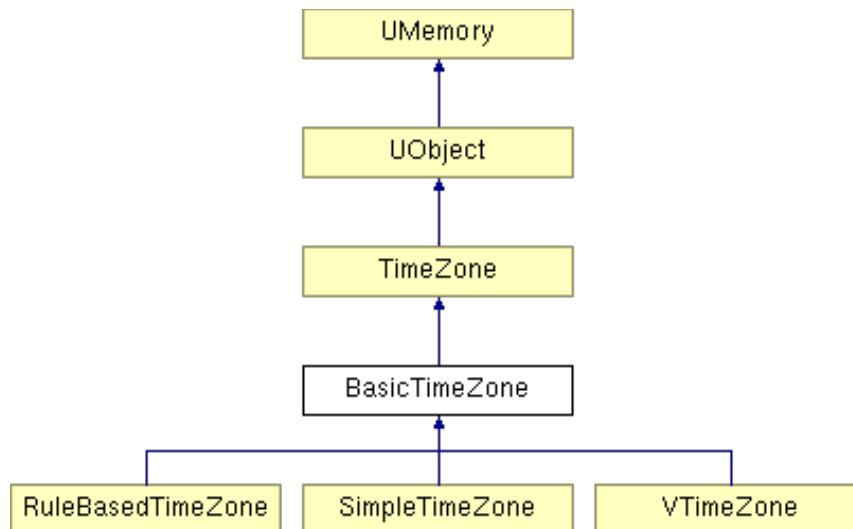 UMemory
UObject
TimeZone
BasicTimeZone
RuleBasedTimeZone
SimpleTimeZone
VTimeZone